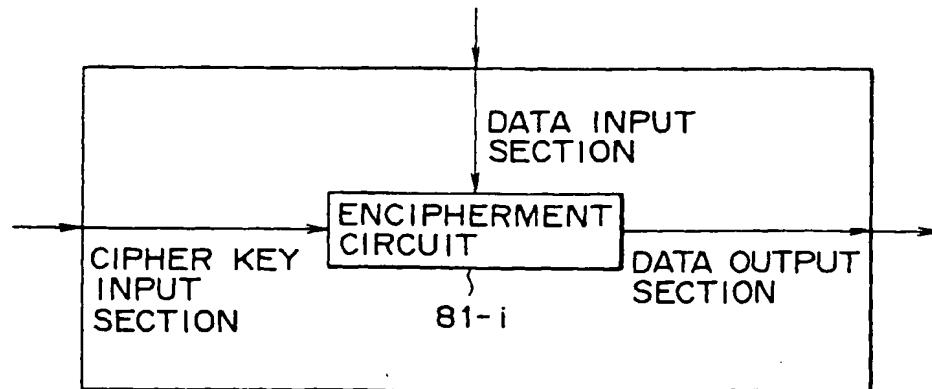 DATA INPUT
SECTION
ENCIPHERMENT
CIRCUIT
CIPHER KEY
INPUT
SECTION
DATA OUTPUT
SECTION
81-i